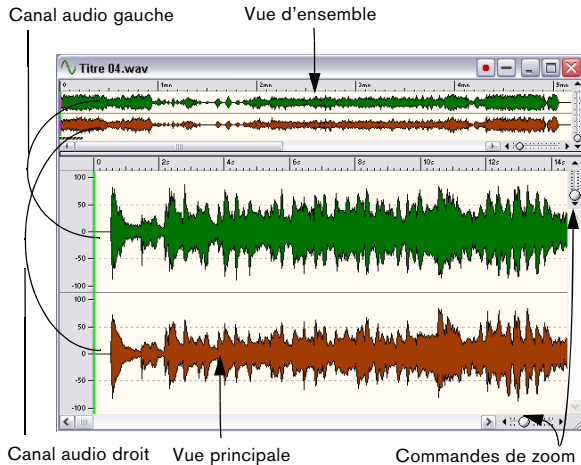 Canal audio gauche
Vue d'ensemble
Titre 04.wav
0 1mn 2mn 3mn 4mn 5mn
0 2s 4s 6s 8s 10s 12s 14s
100
50
0
-50
-100
100
50
0
-50
-100
Canal audio droit
Vue principale
Commandes de zoom